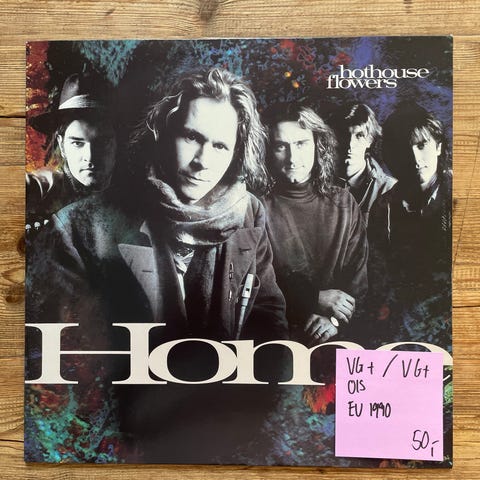 hothouse
flowers
Home
VG+ / VG+
OIS
EU 1990
50,-